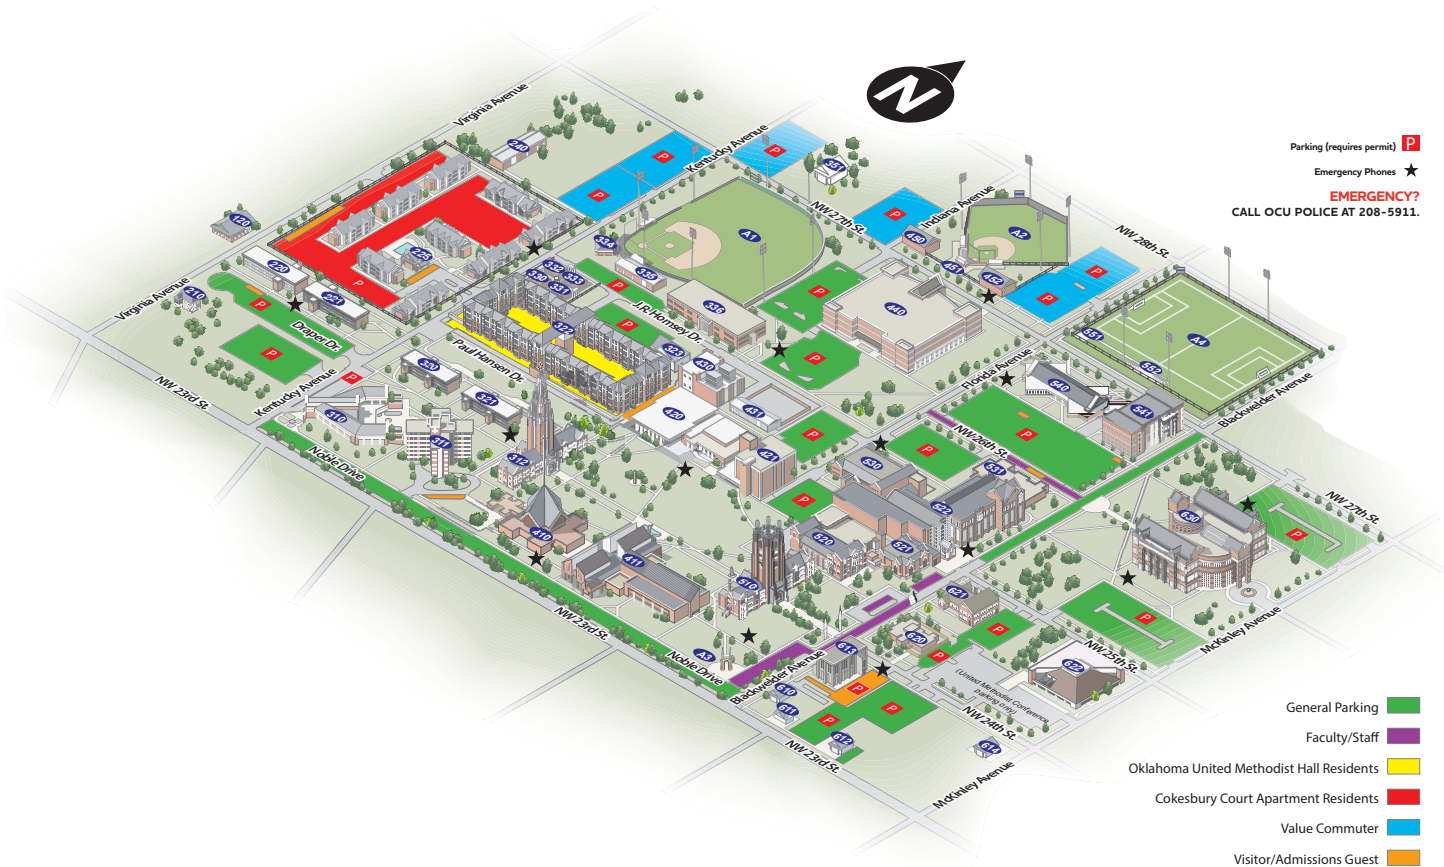 N
Parking (requires permit) P
Emergency Phones
EMERGENCY?
CALL OCU POLICE AT 208-5911.
Virginia Avenue
Kentucky Avenue
NW 27th St.
Indiana Avenue
NW 28th St.
240
P
P
P
351
P
120
A1
450
A2
334
451
452
P
P
220
225
332
333
335
330
331
P
P
336
P
440
551
A4
Virginia Avenue
210
221
P
P
322
P
J.R. Homsey Dr.
552
Draper Dr.
Paul Hansen Dr.
323
430
P
Florida Avenue
540
Blackwelder Avenue
P
320
P
Kentucky Avenue
NW 23rd St.
310
321
420
431
541
311
312
421
P
530
P
NW 26th St.
P
531
Noble Drive
P
522
630
NW 27th St.
P
410
411
520
521
510
621
P
McKinley Avenue
NW 23rd St.
620
P
P
NW 25th St.
A3
613
622
Noble Drive
Blackwelder Avenue
610
611
P
P
P
(United Methodist Conference
parking only)
NW 24th St.
612
614
NW 23rd St.
McKinley Avenue
General Parking
Faculty/Staff
Oklahoma United Methodist Hall Residents
Cokesbury Court Apartment Residents
Value Commuter
Visitor/Admissions Guest